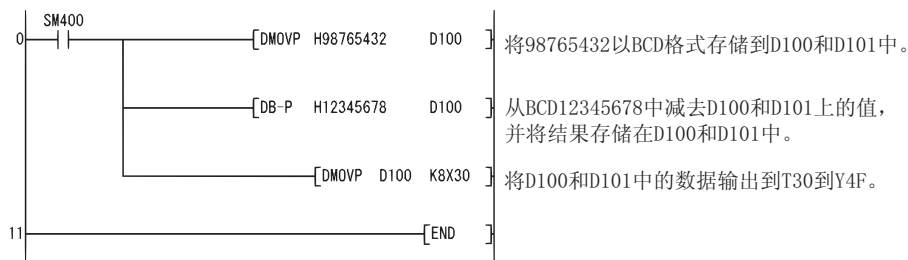 SM400
0 [DMOVP H98765432 D100 ] 将98765432以BCD格式存储到D100和D101中。
[DB-P H12345678 D100 ] 从BCD12345678中减去D100和D101上的值，
并将结果存储在D100和D101中。
[DMOVP D100 K8X30 ] 将D100和D101中的数据输出到T30到Y4F。
11 [END ]